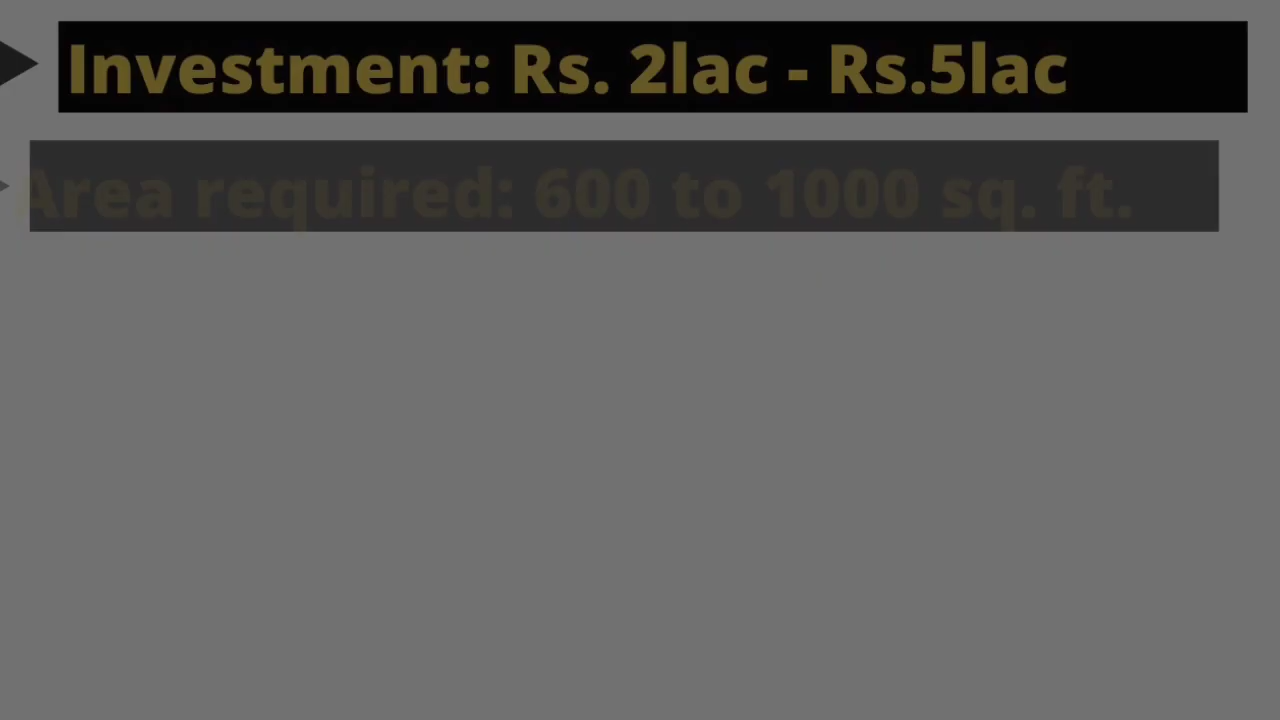 Investment: Rs. 2lac - Rs.5lac
Area required: 600 to 1000 sq. ft.